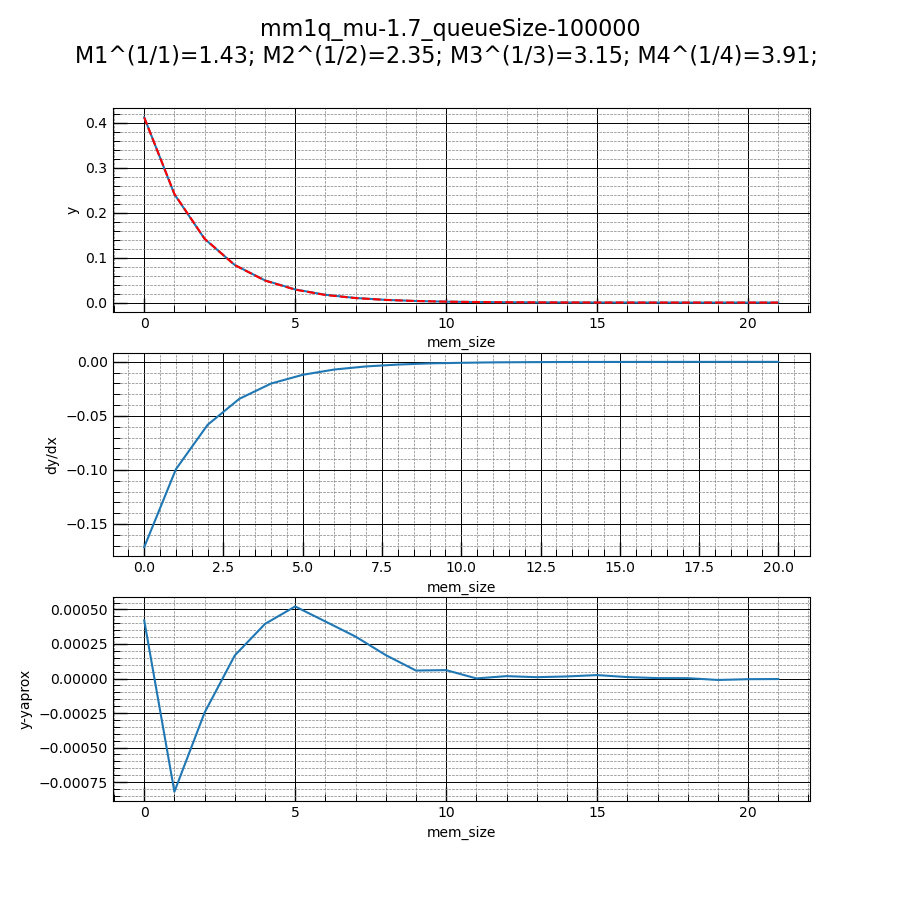 mm1q_mu-1.7_queueSize-100000
M1^(1/1)=1.43; M2^(1/2)=2.35; M3^(1/3)=3.15; M4^(1/4)=3.91;
0.4
0.3
0.2
0.1
0.0
y
0 5 10 15 20
mem_size
0.00
−0.05
−0.10
−0.15
dy/dx
0.0 2.5 5.0 7.5 10.0 12.5 15.0 17.5 20.0
mem_size
0.00050
0.00025
0.00000
−0.00025
−0.00050
−0.00075
y-yaprox
0 5 10 15 20
mem_size